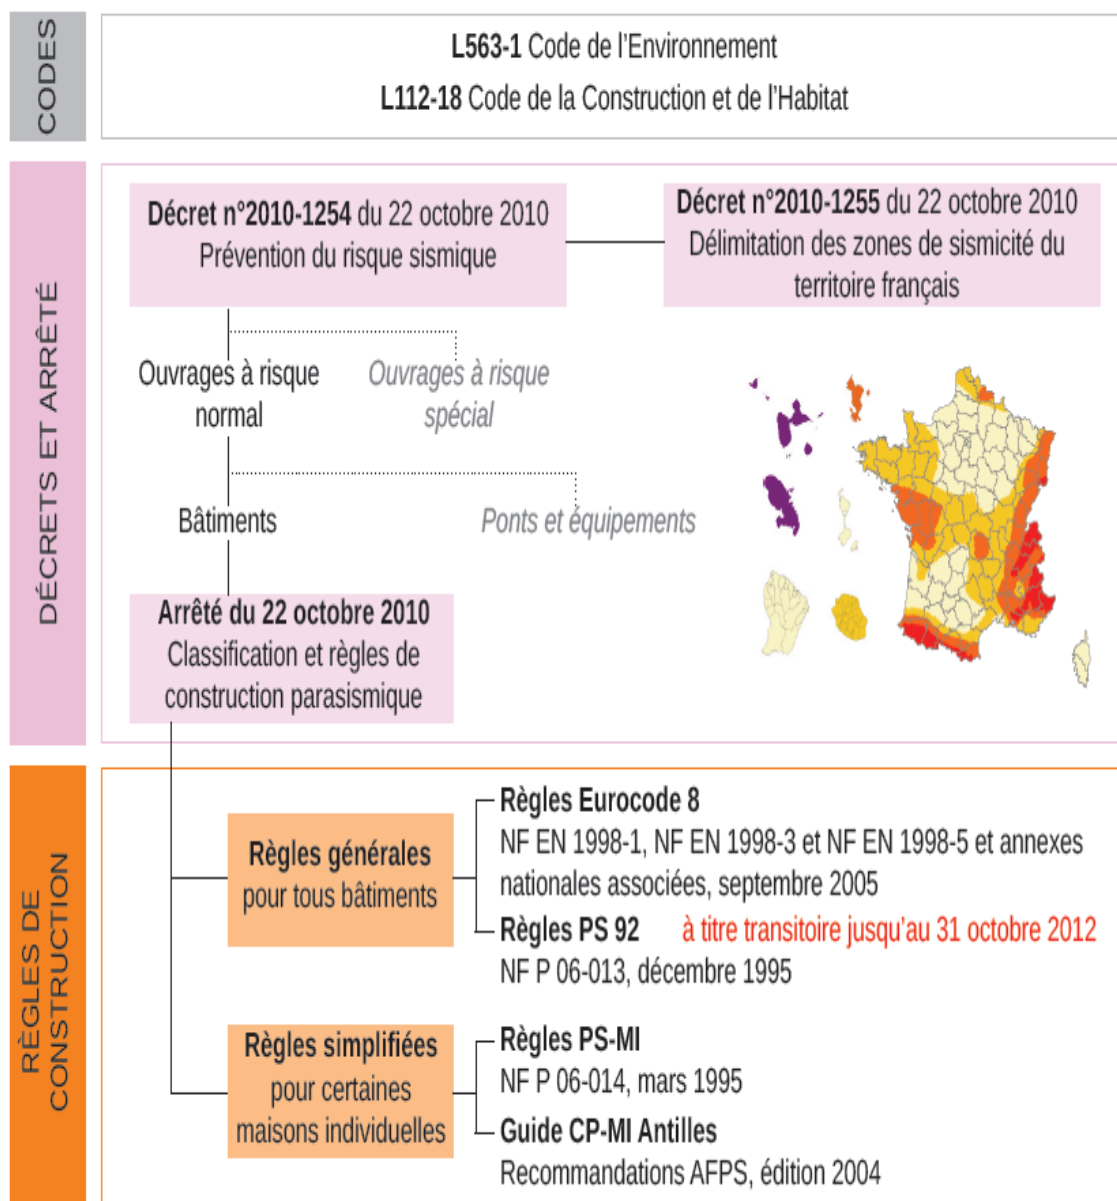 CODES
L563-1 Code de l'Environnement
L112-18 Code de la Construction et de l'Habitat
DÉCRETS ET ARRÊTÉ
Décret n°2010-1254 du 22 octobre 2010
Prévention du risque sismique
Décret n°2010-1255 du 22 octobre 2010
Délimitation des zones de sismicité du
territoire français
Ouvrages à risque
normal
Ouvrages à risque
spécial
Bâtiments
Ponts et équipements
Arrêté du 22 octobre 2010
Classification et règles de
construction parasismique
RÈGLES DE
CONSTRUCTION
Règles générales
pour tous bâtiments
Règles Eurocode 8
NF EN 1998-1, NF EN 1998-3 et NF EN 1998-5 et annexes
nationales associées, septembre 2005
Règles PS 92 à titre transitoire jusqu'au 31 octobre 2012
NF P 06-013, décembre 1995
Règles simplifiées
pour certaines
maisons individuelles
Règles PS-MI
NF P 06-014, mars 1995
Guide CP-MI Antilles
Recommandations AFPS, édition 2004